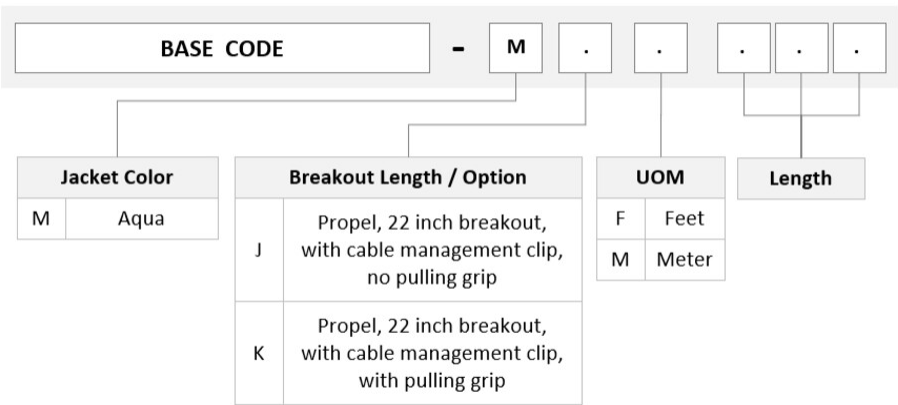 BASE CODE - M . . . . .
Jacket Color
M Aqua
Breakout Length / Option
J Propel, 22 inch breakout,
with cable management clip,
no pulling grip
K Propel, 22 inch breakout,
with cable management clip,
with pulling grip
UOM
F Feet
M Meter
Length